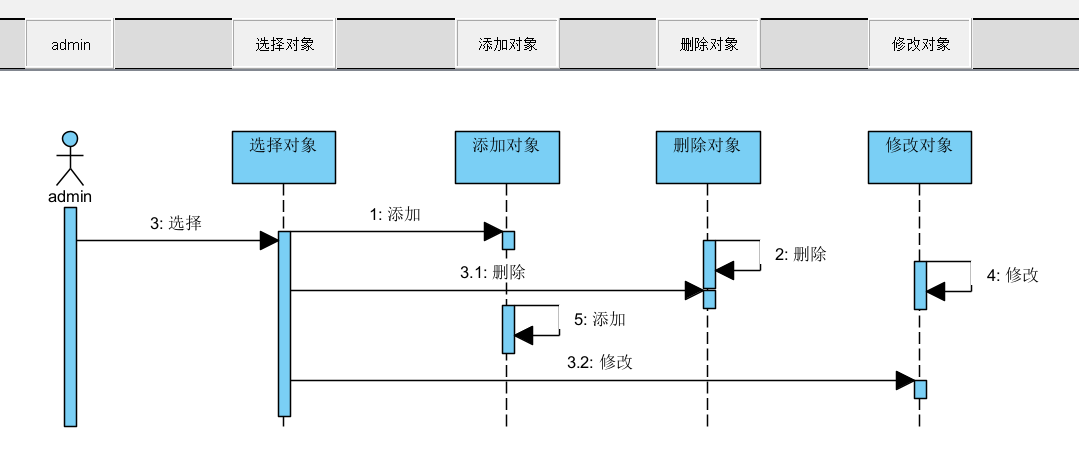 admin
选择对象
添加对象
删除对象
修改对象
选择对象
添加对象
删除对象
修改对象
admin
3: 选择
1: 添加
2: 删除
3.1: 删除
4: 修改
5: 添加
3.2: 修改